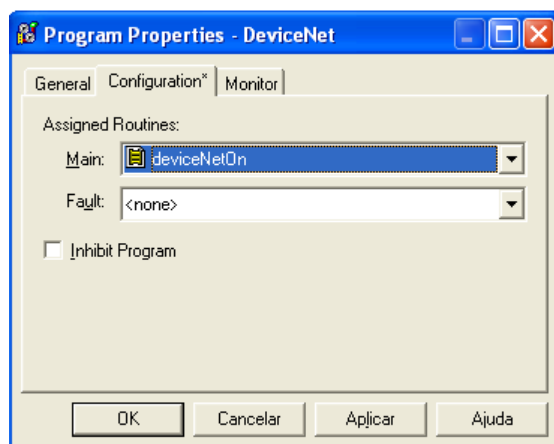 Program Properties - DeviceNet
General Configuration* Monitor
Assigned Routines:
Main: deviceNetOn
Fault: <none>
Inhibit Program
OK Cancelar Aplicar Ajuda